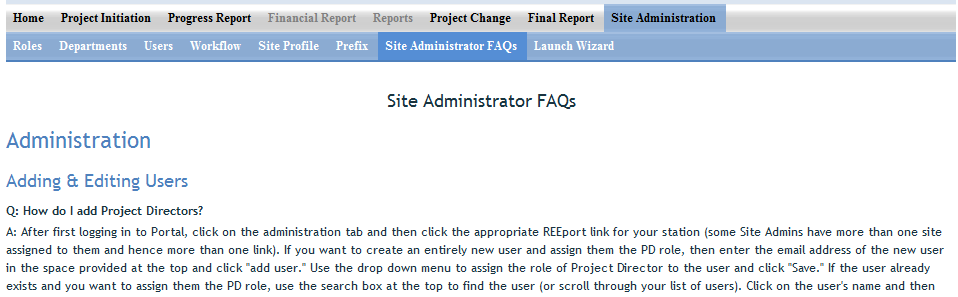 Home Project Initiation Progress Report Financial Report Reports Project Change Final Report Site Administration
Roles Departments Users Workflow Site Profile Prefix Site Administrator FAQs Launch Wizard
Site Administrator FAQs
Administration
Adding & Editing Users
Q: How do I add Project Directors?
A: After first logging in to Portal, click on the administration tab and then click the appropriate REEport link for your station (some Site Admins have more than one site
assigned to them and hence more than one link). If you want to create an entirely new user and assign them the PD role, then enter the email address of the new user
in the space provided at the top and click "add user." Use the drop down menu to assign the role of Project Director to the user and click "Save." If the user already
exists and you want to assign them the PD role, use the search box at the top to find the user (or scroll through your list of users). Click on the user's name and then